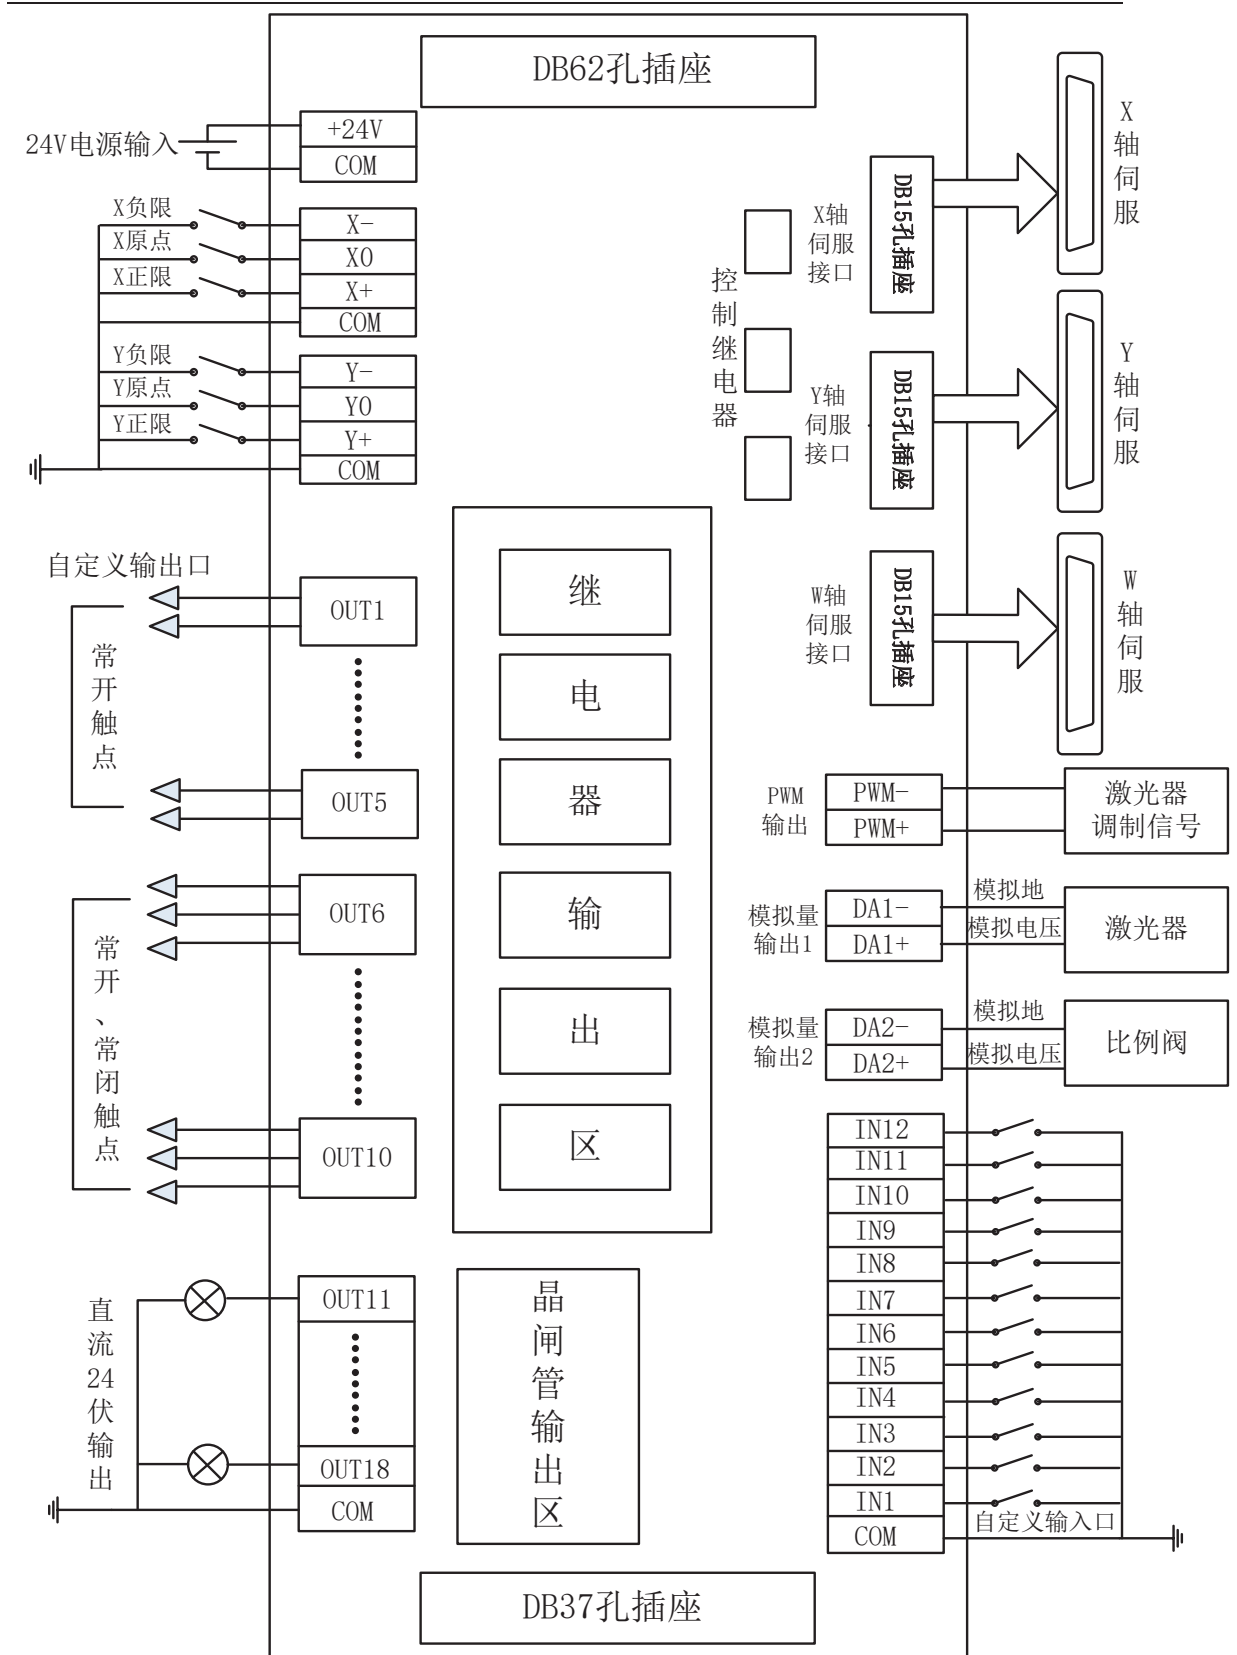 DB62孔插座
24V电源输入
+24V
COM
X负限
X原点
X正限
X-
X0
X+
COM
Y负限
Y原点
Y正限
Y-
Y0
Y+
COM
控制继电器
X轴
伺服
接口
DB15孔插座
X轴伺服
Y轴
伺服
接口
DB15孔插座
Y轴伺服
W轴
伺服
接口
DB15孔插座
W轴伺服
自定义输出口
常开触点
OUT1
OUT5
常开、常闭触点
OUT6
OUT10
继
电
器
输
出
区
PWM
输出
PWM-
PWM+
激光器
调制信号
模拟量
输出1
DA1-
DA1+
模拟地
模拟电压
激光器
模拟量
输出2
DA2-
DA2+
模拟地
模拟电压
比例阀
直流24伏输出
OUT11
OUT18
COM
晶闸管输出区
IN12
IN11
IN10
IN9
IN8
IN7
IN6
IN5
IN4
IN3
IN2
IN1
COM
自定义输入口
DB37孔插座